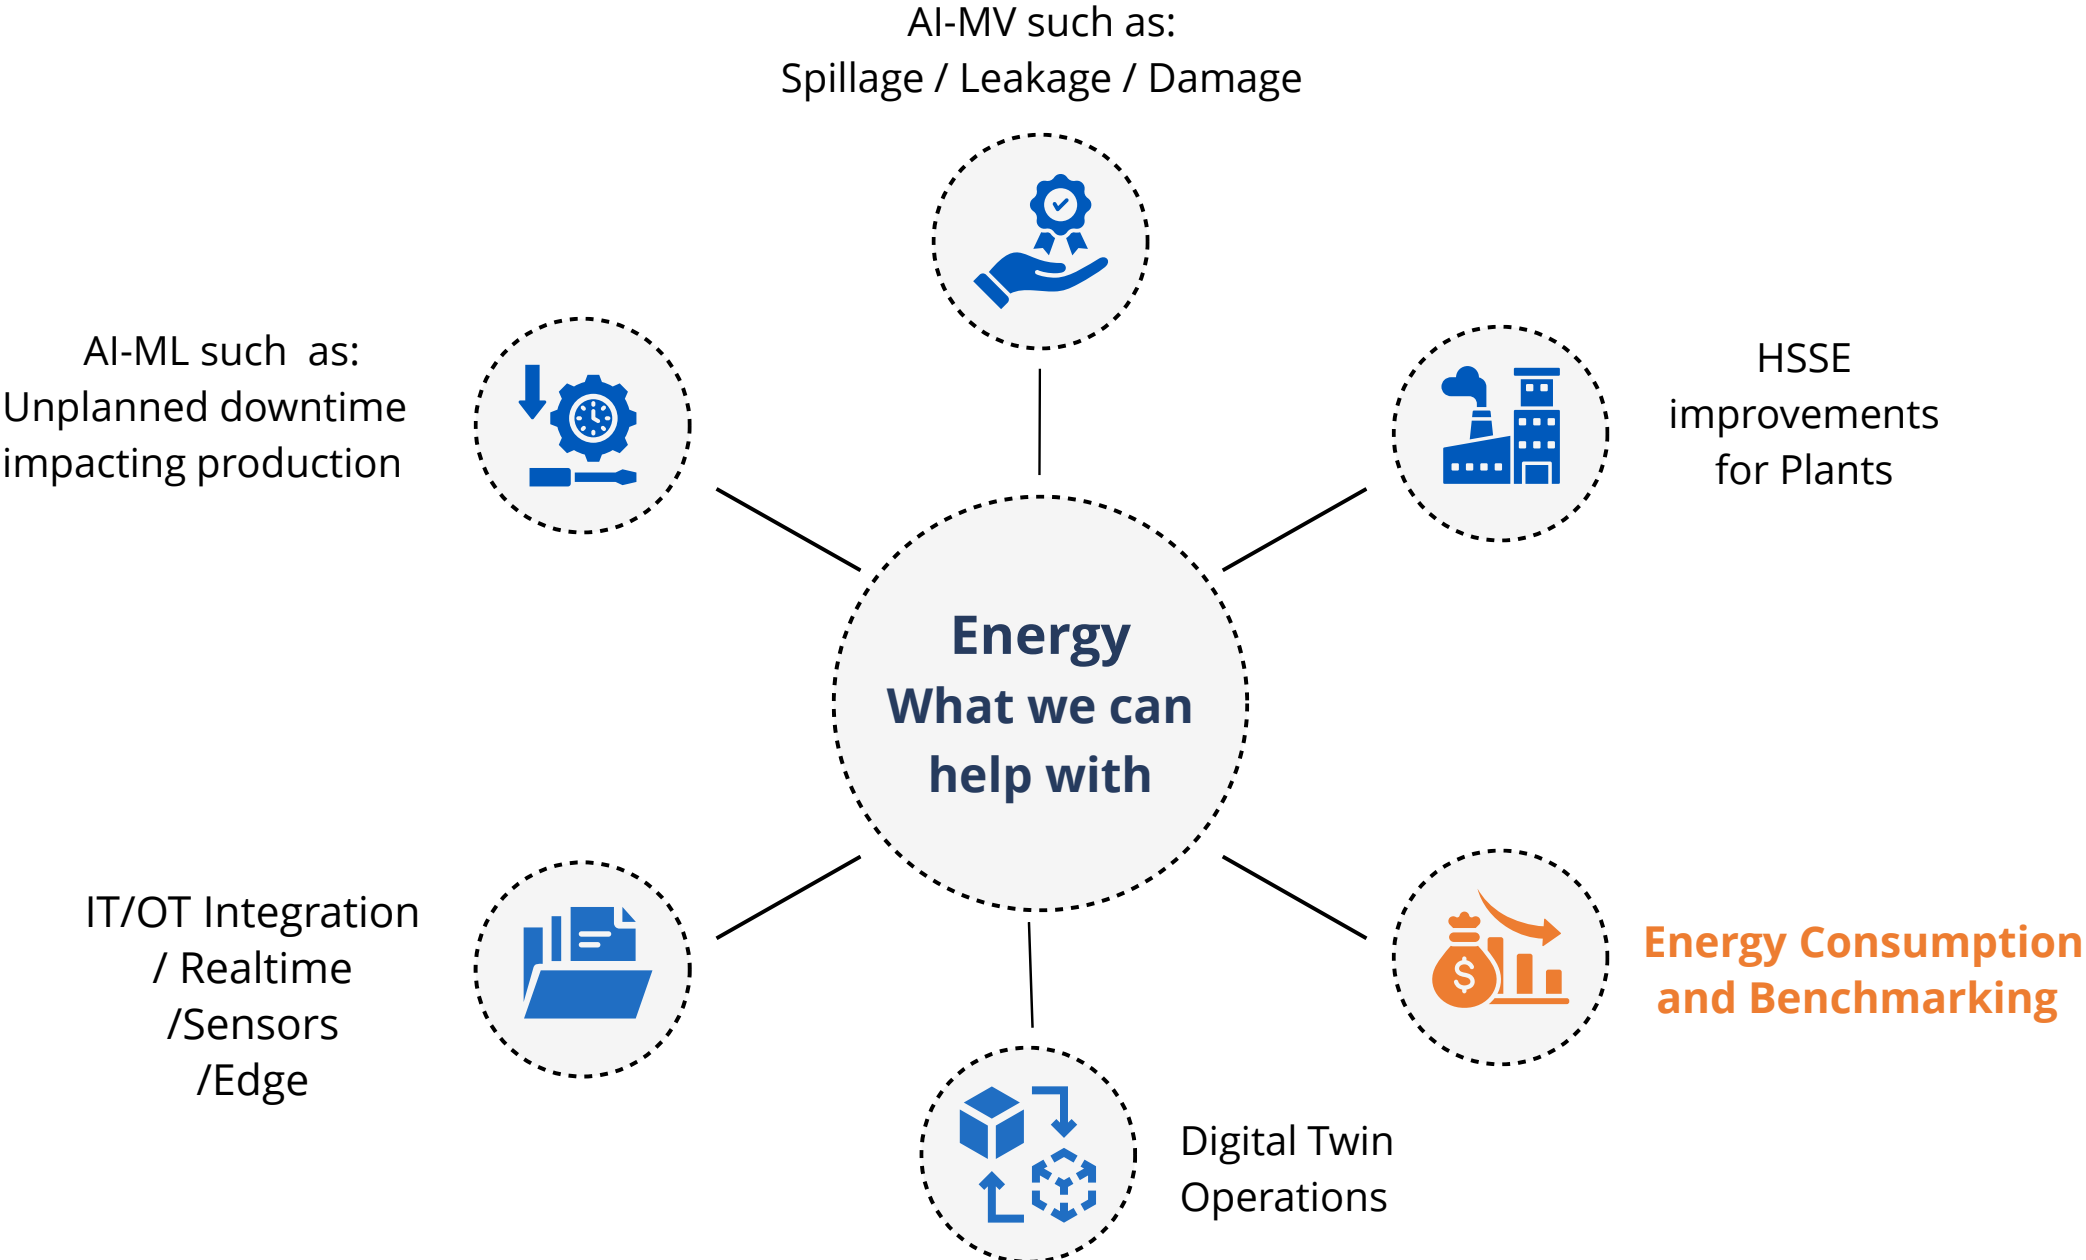 AI-MV such as:
Spillage / Leakage / Damage
AI-ML such as:
Unplanned downtime
impacting production
HSSE
improvements
for Plants
Energy
What we can
help with
IT/OT Integration
/ Realtime
/Sensors
/Edge
$
Energy Consumption
and Benchmarking
Digital Twin
Operations